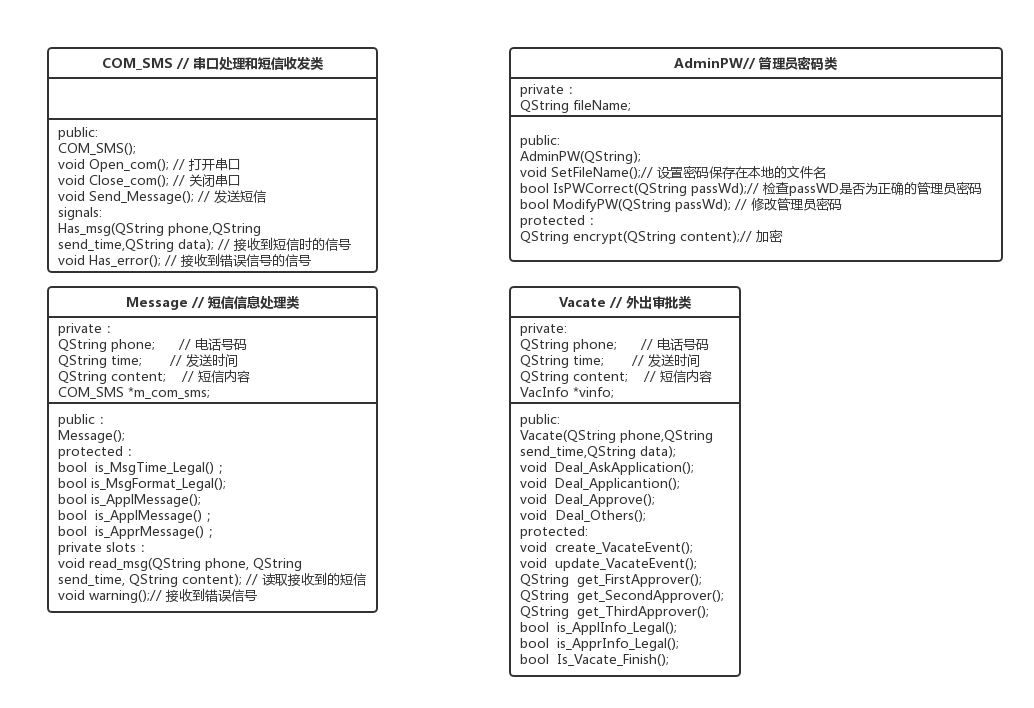 COM_SMS // 串口处理和短信收发类
public:
COM_SMS();
void Open_com(); // 打开串口
void Close_com(); // 关闭串口
void Send_Message(); // 发送短信
signals:
Has_msg(QString phone,QString
send_time,QString data); // 接收到短信时的信号
void Has_error(); // 接收到错误信号的信号
AdminPW// 管理员密码类
private：
QString fileName;
public:
AdminPW(QString);
void SetFileName();// 设置密码保存在本地的文件名
bool IsPWCorrect(QString passWd);// 检查passWD是否为正确的管理员密码
bool ModifyPW(QString passWd); // 修改管理员密码
protected：
QString encrypt(QString content);// 加密
Message // 短信信息处理类
private：
QString phone; // 电话号码
QString time; // 发送时间
QString content; // 短信内容
COM_SMS *m_com_sms;
public：
Message();
protected：
bool is_MsgTime_Legal()；
bool is_MsgFormat_Legal();
bool is_ApplMessage();
bool is_ApplMessage()；
bool is_ApprMessage()；
private slots：
void read_msg(QString phone, QString
send_time, QString content); // 读取接收到的短信
void warning();// 接收到错误信号
Vacate // 外出审批类
private:
QString phone; // 电话号码
QString time; // 发送时间
QString content; // 短信内容
VacInfo *vinfo;
public:
Vacate(QString phone,QString
send_time,QString data);
void Deal_AskApplication();
void Deal_Applicantion();
void Deal_Approve();
void Deal_Others();
protected:
void create_VacateEvent();
void update_VacateEvent();
QString get_FirstApprover();
QString get_SecondApprover();
QString get_ThirdApprover();
bool is_ApplInfo_Legal();
bool is_ApprInfo_Legal();
bool Is_Vacate_Finish();